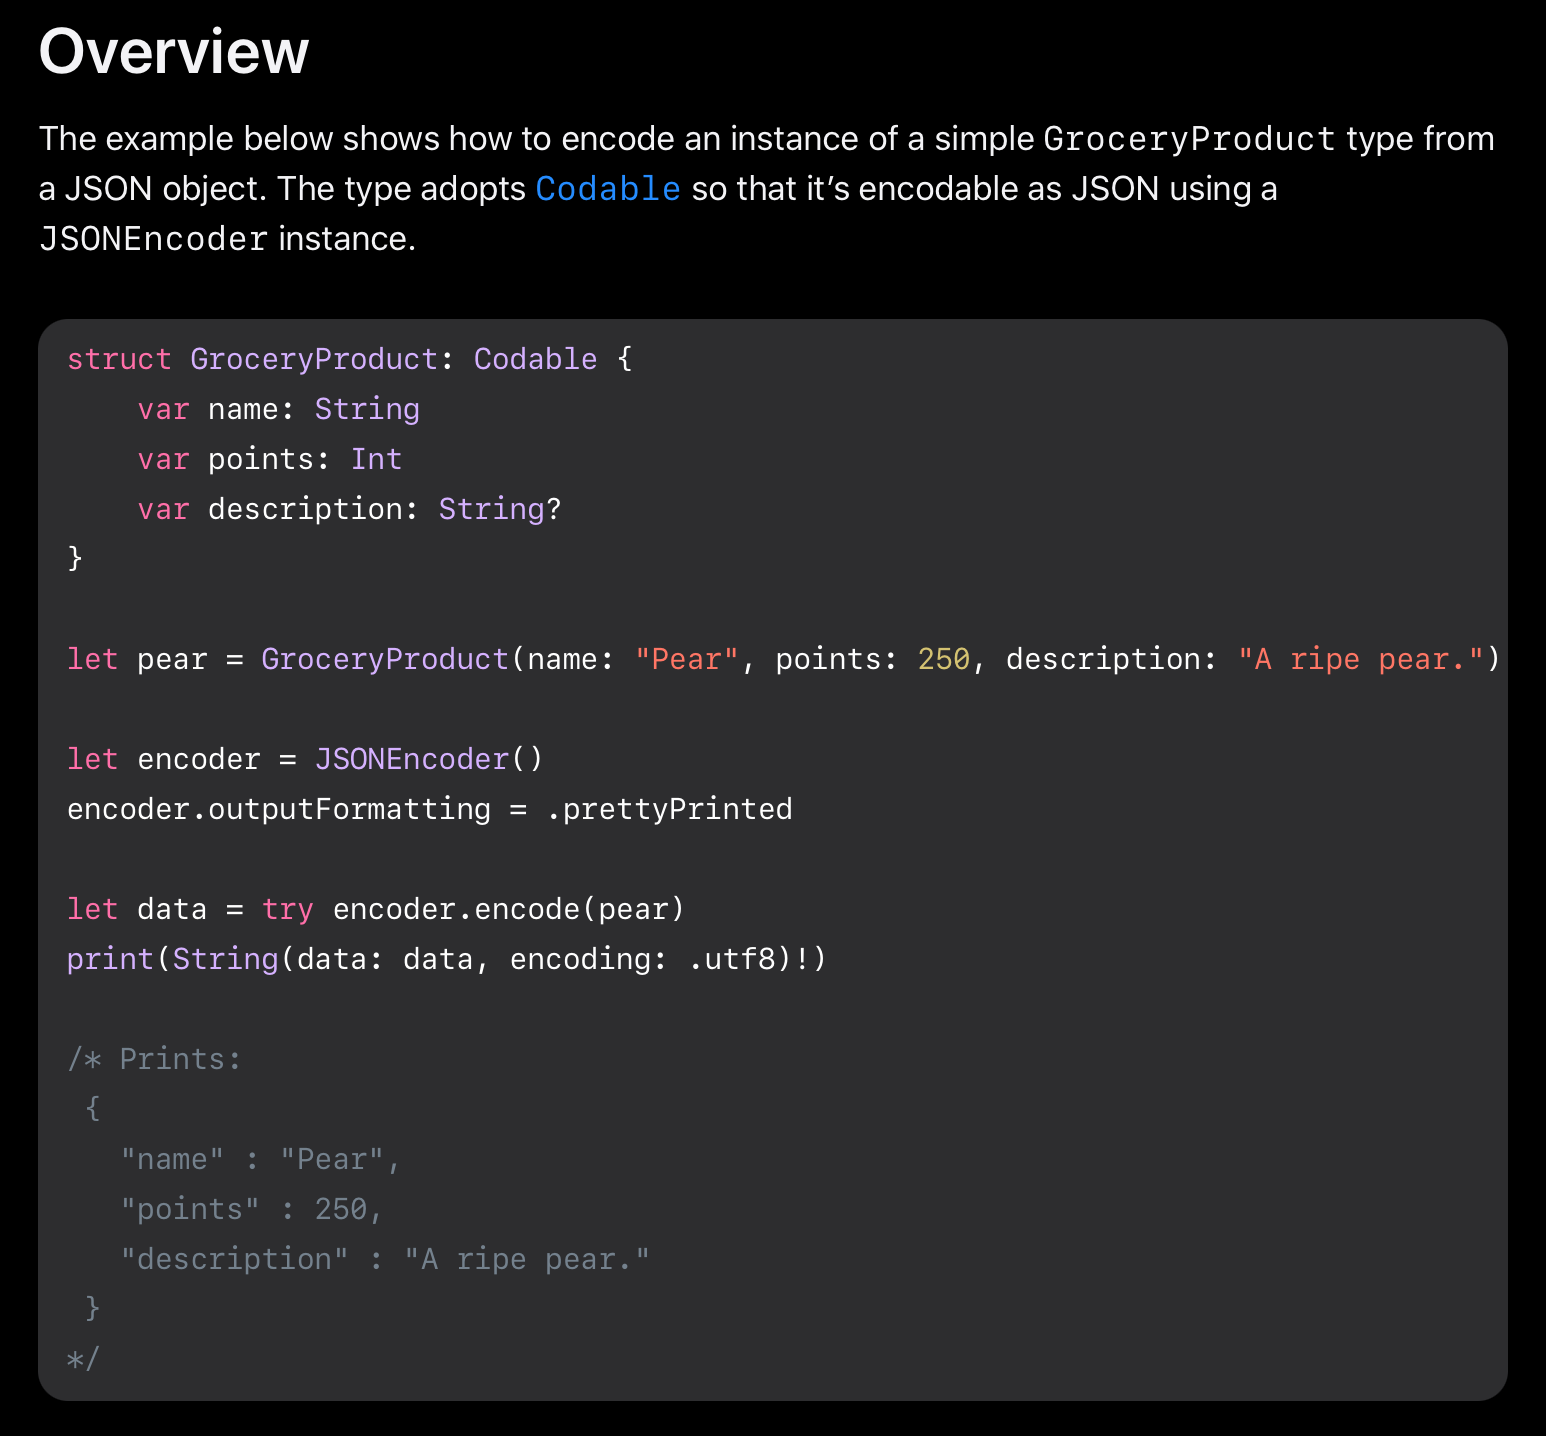 Overview
The example below shows how to encode an instance of a simple GroceryProduct type from
a JSON object. The type adopts Codable so that it’s encodable as JSON using a
JSONEncoder instance.
struct GroceryProduct: Codable {
    var name: String
    var points: Int
    var description: String?
}
let pear = GroceryProduct(name: "Pear", points: 250, description: "A ripe pear.")
let encoder = JSONEncoder()
encoder.outputFormatting = .prettyPrinted
let data = try encoder.encode(pear)
print(String(data: data, encoding: .utf8)!)
/* Prints:
 {
   "name" : "Pear",
   "points" : 250,
   "description" : "A ripe pear."
 }
*/